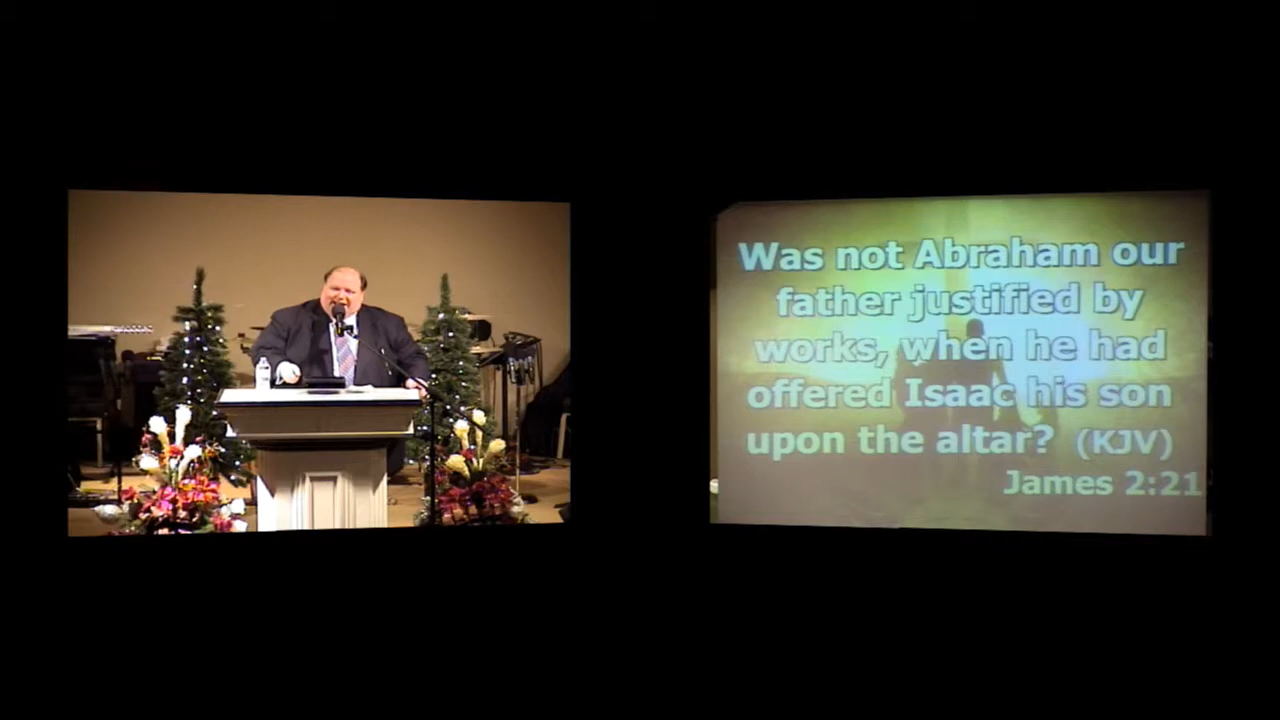 Was not Abraham our
father justified by
works, when he had
offered Isaac his son
upon the altar? (KJV)
James 2:21